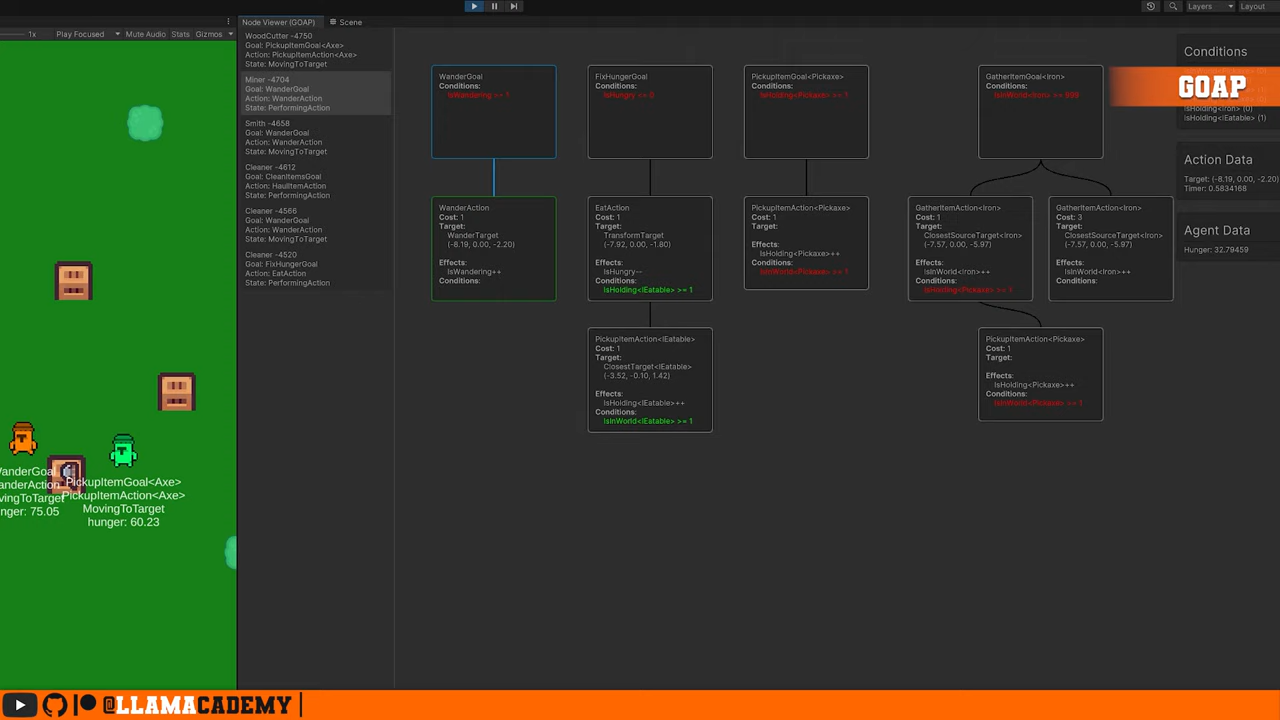 Layers
Layout
Node Viewer (GOAP)
Scene
1x
Play Focused
Mute Audio
Stats
Gizmos
WoodCutter -4750
Goal: PickupItemGoal<Axe>
Action: PickupItemAction<Axe>
State: MovingToTarget
Miner -4704
Goal: WanderGoal
Action: WanderAction
State: PerformingAction
Smith -4658
Goal: WanderGoal
Action: WanderAction
State: MovingToTarget
Cleaner -4612
Goal: CleanItemsGoal
Action: HaulItemAction
State: PerformingAction
Cleaner -4566
Goal: WanderGoal
Action: WanderAction
State: MovingToTarget
Cleaner -4520
Goal: FixHungerGoal
Action: EatAction
State: PerformingAction
WanderGoal
Conditions:
IsWandering >= 1
FixHungerGoal
Conditions:
IsHungry <= 0
PickupItemGoal<Pickaxe>
Conditions:
IsHolding<Pickaxe> >= 1
GatherItemGoal<Iron>
Conditions:
IsInWorld<Iron> >= 999
WanderAction
Cost: 1
Target:
WanderTarget
(-8.19, 0.00, -2.20)
Effects:
IsWandering++
Conditions:
EatAction
Cost: 1
Target:
TransformTarget
(-7.92, 0.00, -1.80)
Effects:
IsHungry--
Conditions:
IsHolding<IEatable> >= 1
PickupItemAction<Pickaxe>
Cost: 1
Target:
Effects:
IsHolding<Pickaxe>++
Conditions:
IsInWorld<Pickaxe> >= 1
GatherItemAction<Iron>
Cost: 1
Target:
ClosestSourceTarget<Iron>
(-7.57, 0.00, -5.97)
Effects:
IsInWorld<Iron>++
Conditions:
IsHolding<Pickaxe> >= 1
GatherItemAction<Iron>
Cost: 3
Target:
ClosestSourceTarget<Iron>
(-7.57, 0.00, -5.97)
Effects:
IsInWorld<Iron>++
Conditions:
PickupItemAction<IEatable>
Cost: 1
Target:
ClosestTarget<IEatable>
(-3.52, -0.10, 1.42)
Effects:
IsHolding<IEatable>++
Conditions:
IsInWorld<IEatable> >= 1
PickupItemAction<Pickaxe>
Cost: 1
Target:
Effects:
IsHolding<Pickaxe>++
Conditions:
IsInWorld<Pickaxe> >= 1
Conditions
GOAP
IsHolding<Iron> (0)
IsHolding<IEatable> (1)
Action Data
Target: (-8.19, 0.00, -2.20)
Timer: 0.5834168
Agent Data
Hunger: 32.79459
WanderGoal
anderAction
vingToTarget
nger: 75.05
PickupItemGoal<Axe>
PickupItemAction<Axe>
MovingToTarget
hunger: 60.23
@LLAMACADEMY